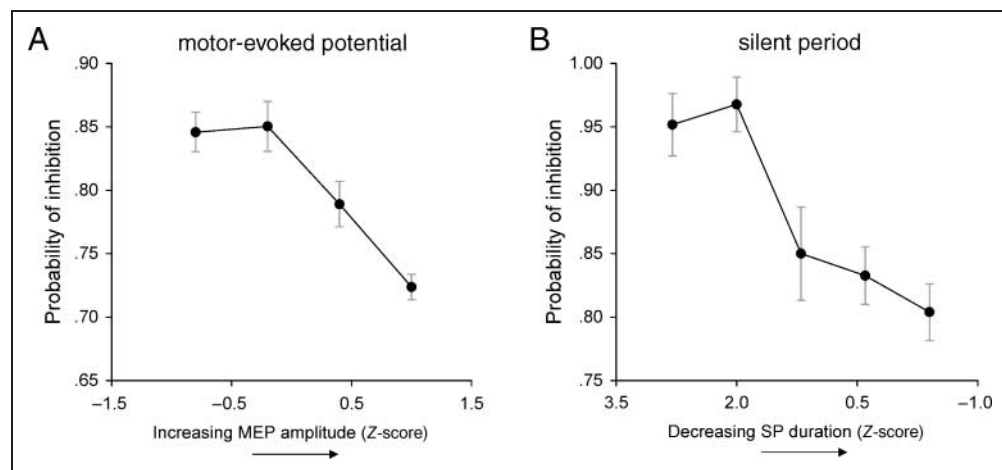 A
motor-evoked potential
Probability of inhibition
.90
.85
.80
.75
.70
.65
–1.5
–0.5
0.5
1.5
Increasing MEP amplitude (Z-score)
B
silent period
Probability of inhibition
1.00
.95
.90
.85
.80
.75
3.5
2.0
0.5
–1.0
Decreasing SP duration (Z-score)